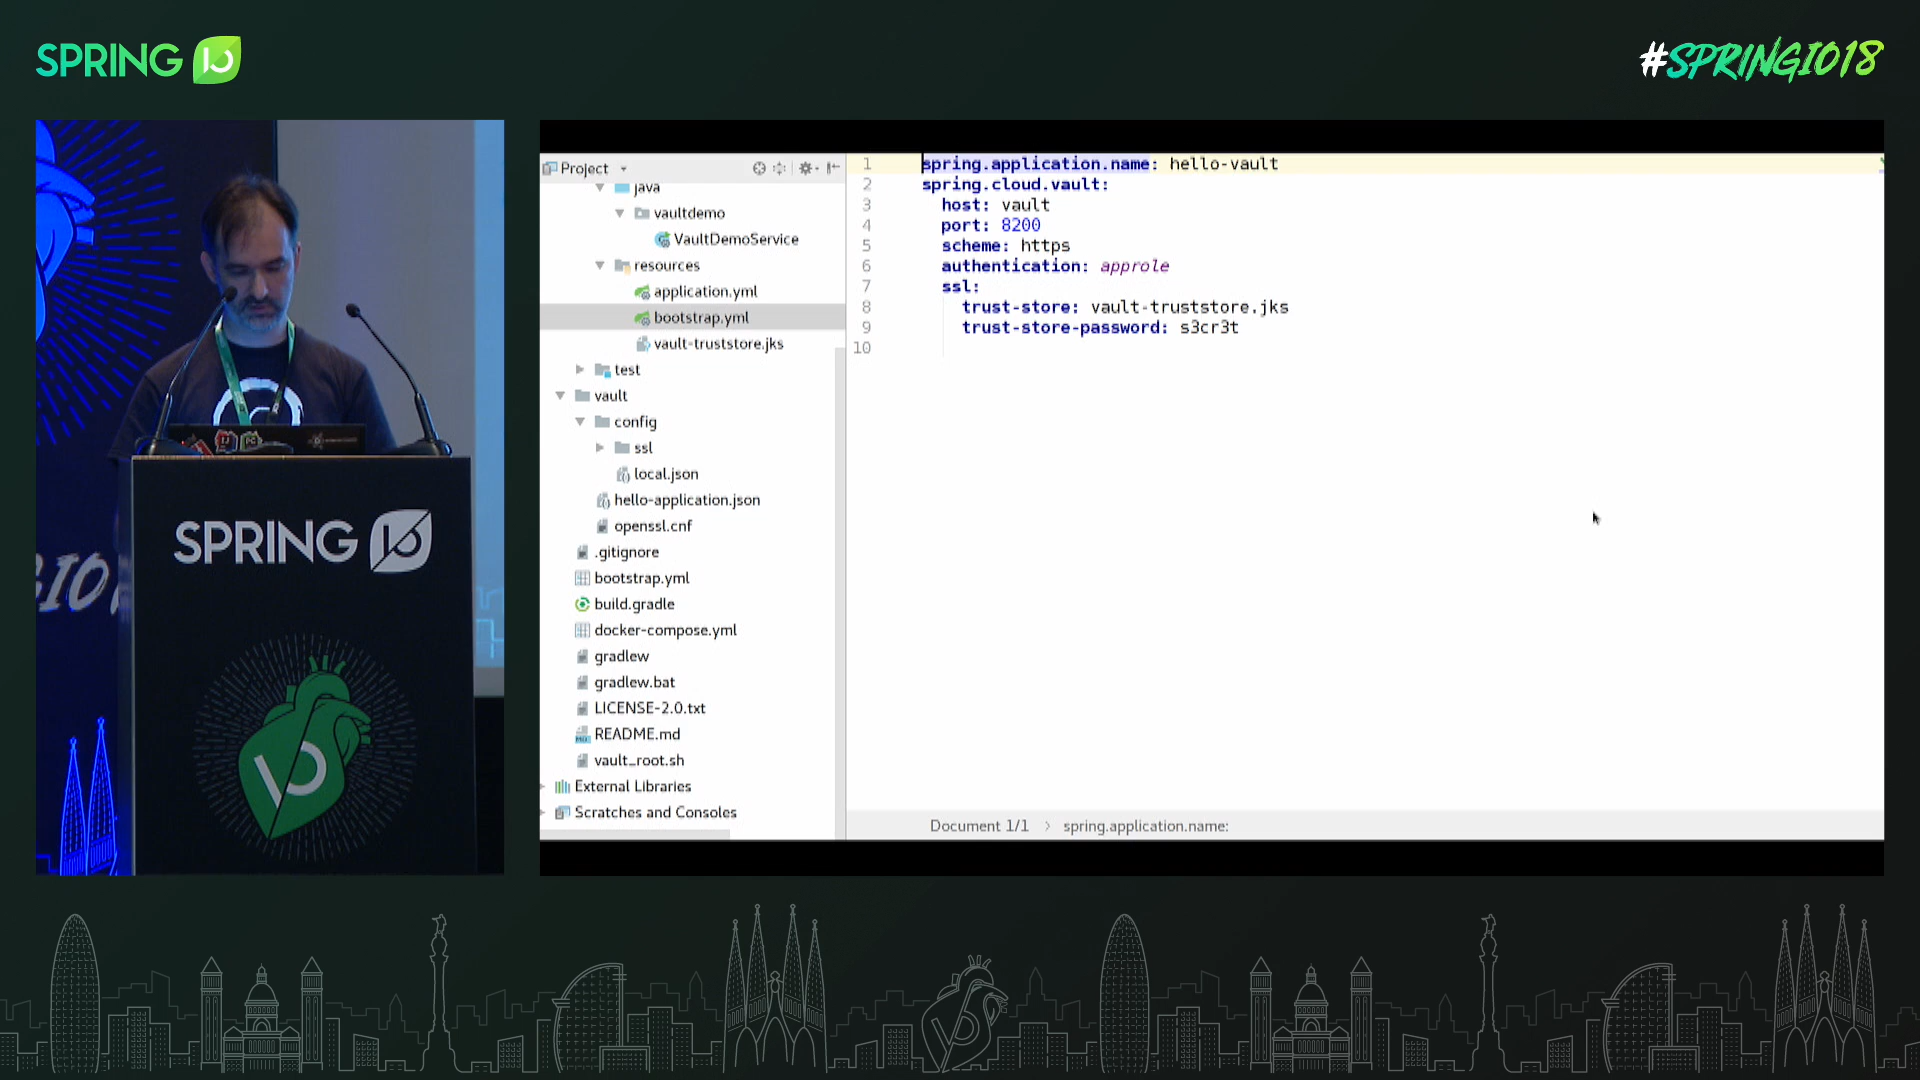 SPRING IO
#SPRINGIO18
SPRING IO
Project
java
vaultdemo
VaultDemoService
resources
application.yml
bootstrap.yml
vault-truststore.jks
test
vault
config
ssl
local.json
hello-application.json
openssl.cnf
.gitignore
bootstrap.yml
build.gradle
docker-compose.yml
gradlew
gradlew.bat
LICENSE-2.0.txt
README.md
vault_root.sh
External Libraries
Scratches and Consoles
1 spring.application.name: hello-vault
2 spring.cloud.vault:
3 host: vault
4 port: 8200
5 scheme: https
6 authentication: approle
7 ssl:
8 trust-store: vault-truststore.jks
9 trust-store-password: s3cr3t
10
Document 1/1 > spring.application.name: